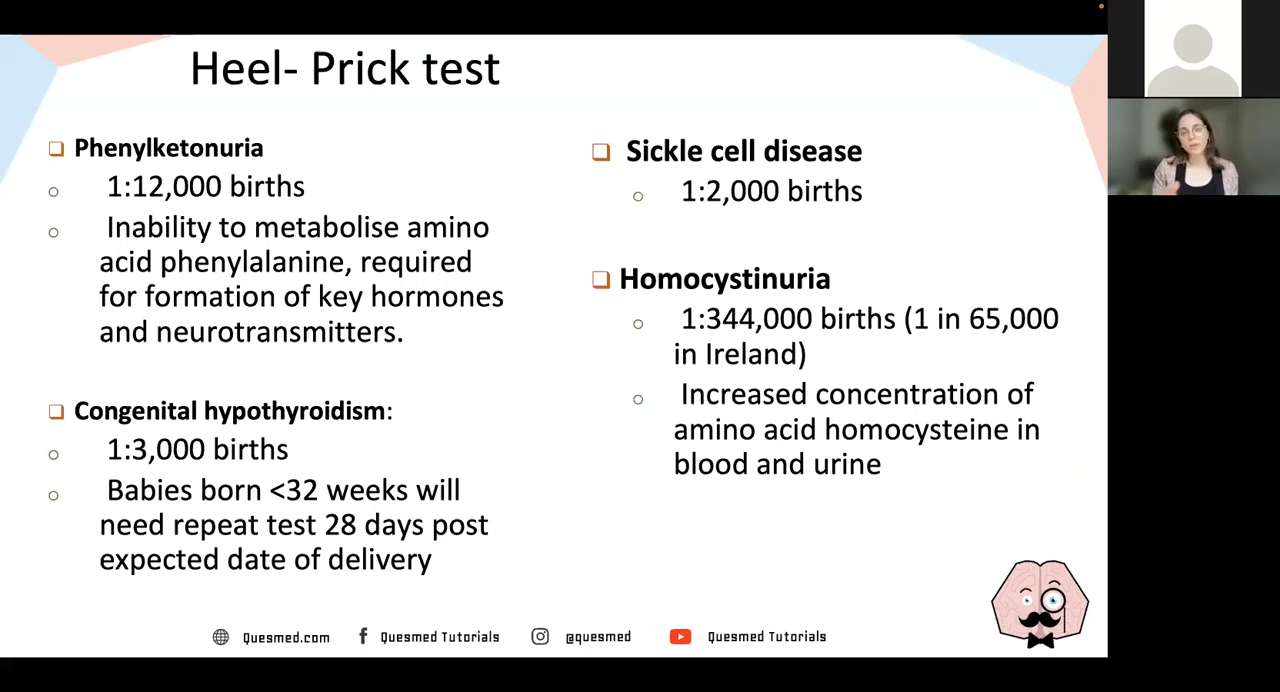 Heel- Prick test
Phenylketonuria
1:12,000 births
Inability to metabolise amino
acid phenylalanine, required
for formation of key hormones
and neurotransmitters.
Congenital hypothyroidism:
1:3,000 births
Babies born <32 weeks will
need repeat test 28 days post
expected date of delivery
Sickle cell disease
1:2,000 births
Homocystinuria
1:344,000 births (1 in 65,000
in Ireland)
Increased concentration of
amino acid homocysteine in
blood and urine
Quesmed.com Quesmed Tutorials @quesmed Quesmed Tutorials